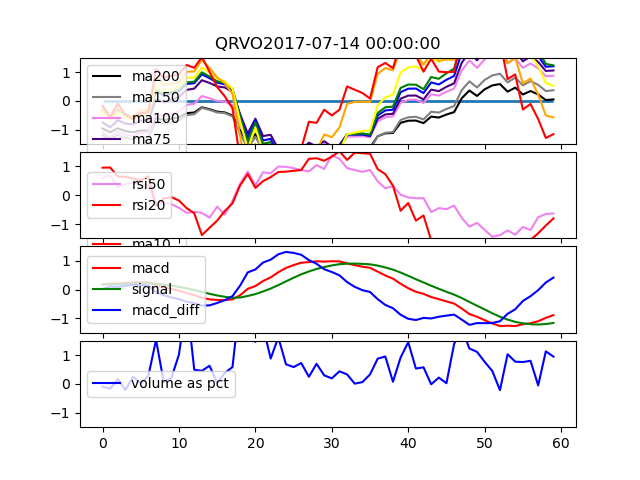 QRVO2017-07-14 00:00:00
1
0
−1
ma200
ma150
ma100
ma75
1
0
−1
rsi50
rsi20
ma10
1
0
−1
macd
signal
macd_diff
1
0
−1
volume as pct
0
10
20
30
40
50
60